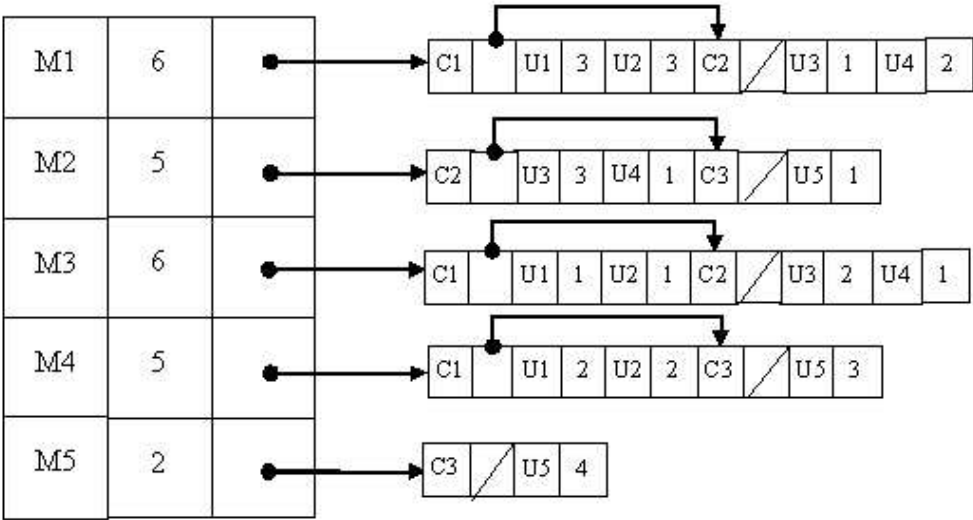 M1 6 C1 U1 3 U2 3 C2 U3 1 U4 2
M2 5 C2 U3 3 U4 1 C3 U5 1
M3 6 C1 U1 1 U2 1 C2 U3 2 U4 1
M4 5 C1 U1 2 U2 2 C3 U5 3
M5 2 C3 U5 4